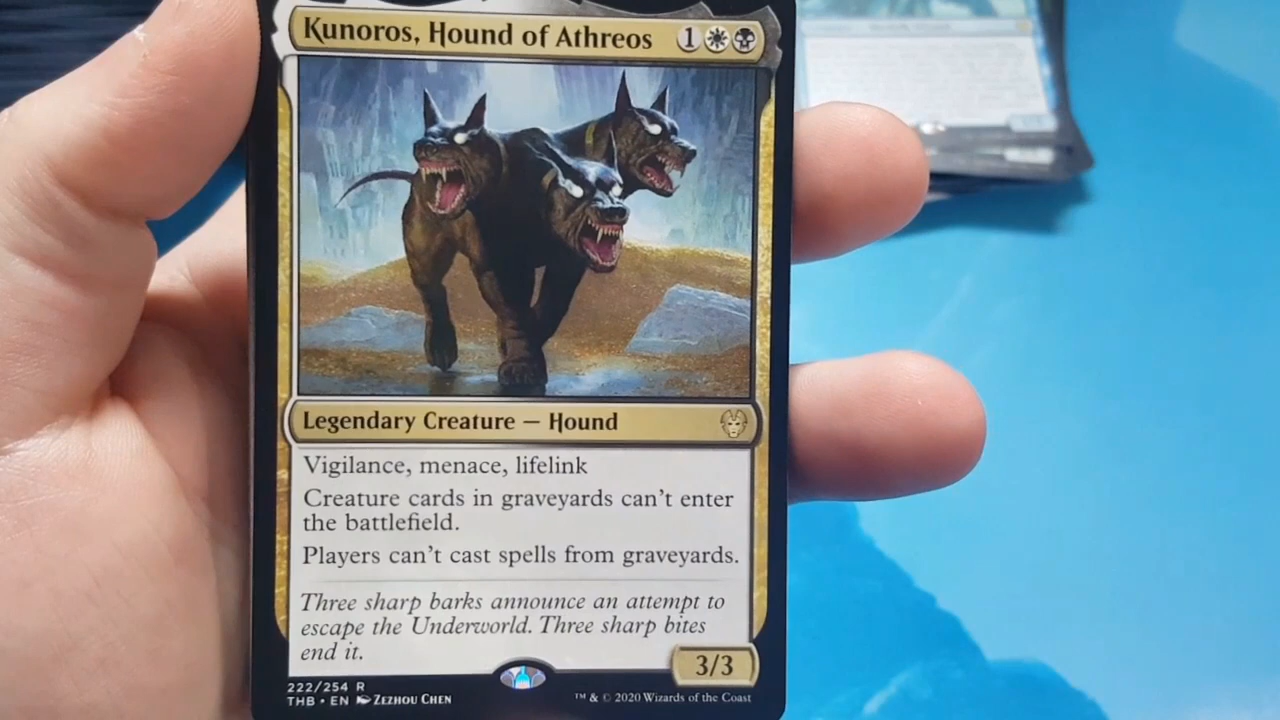 Kunoros, Hound of Athreos 1
Legendary Creature — Hound
Vigilance, menace, lifelink
Creature cards in graveyards can't enter
the battlefield.
Players can't cast spells from graveyards.
Three sharp barks announce an attempt to
escape the Underworld. Three sharp bites
end it.
3/3
222/254 R
THB • EN Zezhou Chen
™ & © 2020 Wizards of the Coast